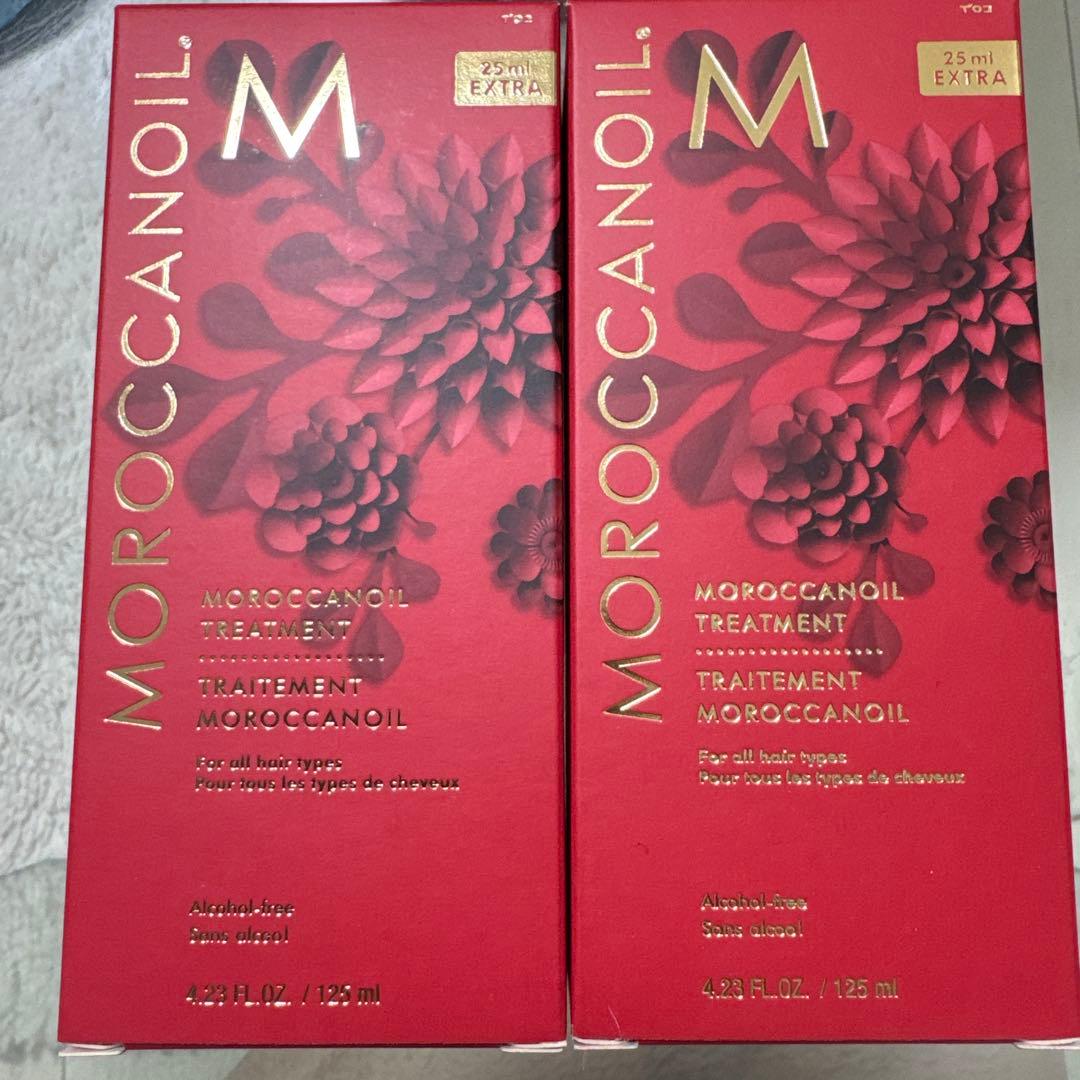 MOROCCANOIL®
M
25 ml
EXTRA
MOROCCANOIL
TREATMENT
TRAITEMENT
MOROCCANOIL
For all hair types
Pour tous les types de cheveux
Alcohol-free
Sans alcool
4.23 FL.OZ. / 125 ml
MOROCCANOIL®
M
25 ml
EXTRA
MOROCCANOIL
TREATMENT
TRAITEMENT
MOROCCANOIL
For all hair types
Pour tous les types de cheveux
Alcohol-free
Sans alcool
4.23 FL.OZ. / 125 ml